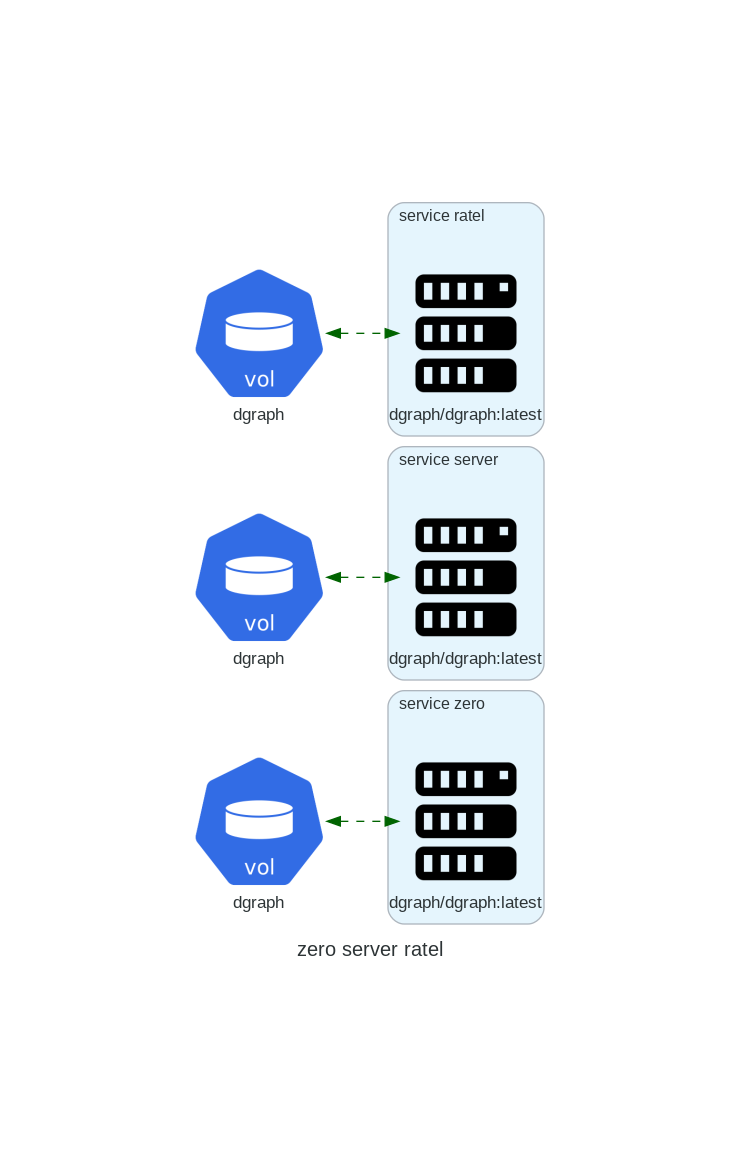 service ratel
vol
dgraph
dgraph/dgraph:latest
service server
vol
dgraph
dgraph/dgraph:latest
service zero
vol
dgraph
dgraph/dgraph:latest
zero server ratel